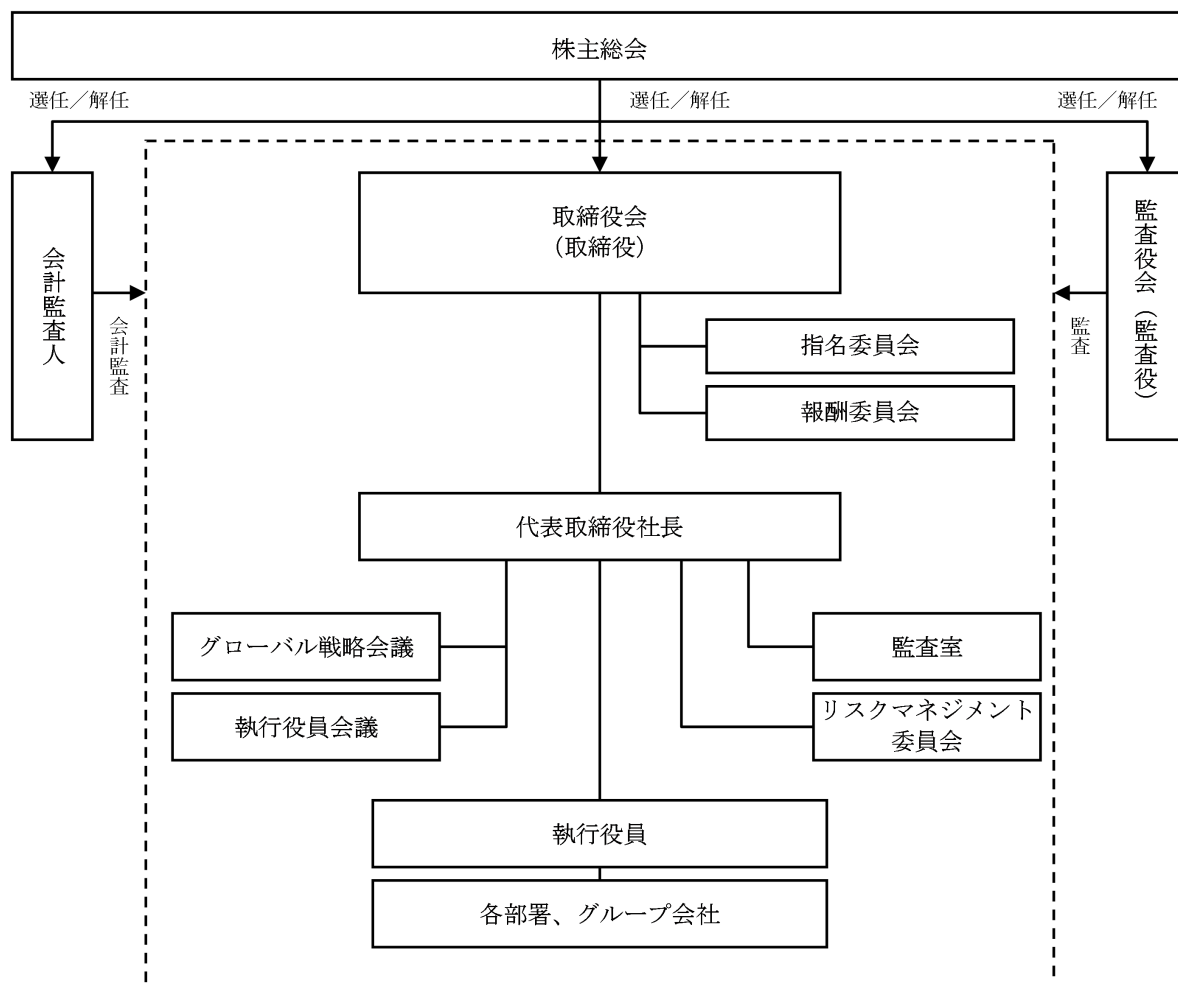 株主総会
選任／解任
選任／解任
選任／解任
会計監査人
会計監査
取締役会
（取締役）
監査役会（監査役）
監査
指名委員会
報酬委員会
代表取締役社長
グローバル戦略会議
執行役員会議
監査室
リスクマネジメント
委員会
執行役員
各部署、グループ会社